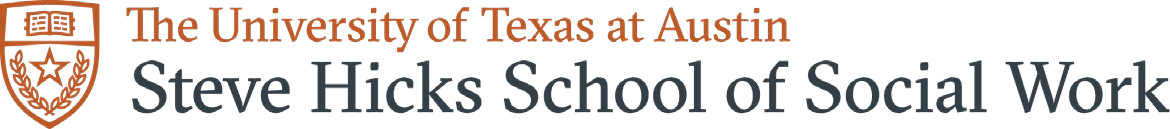 The University of Texas at Austin
Steve Hicks School of Social Work